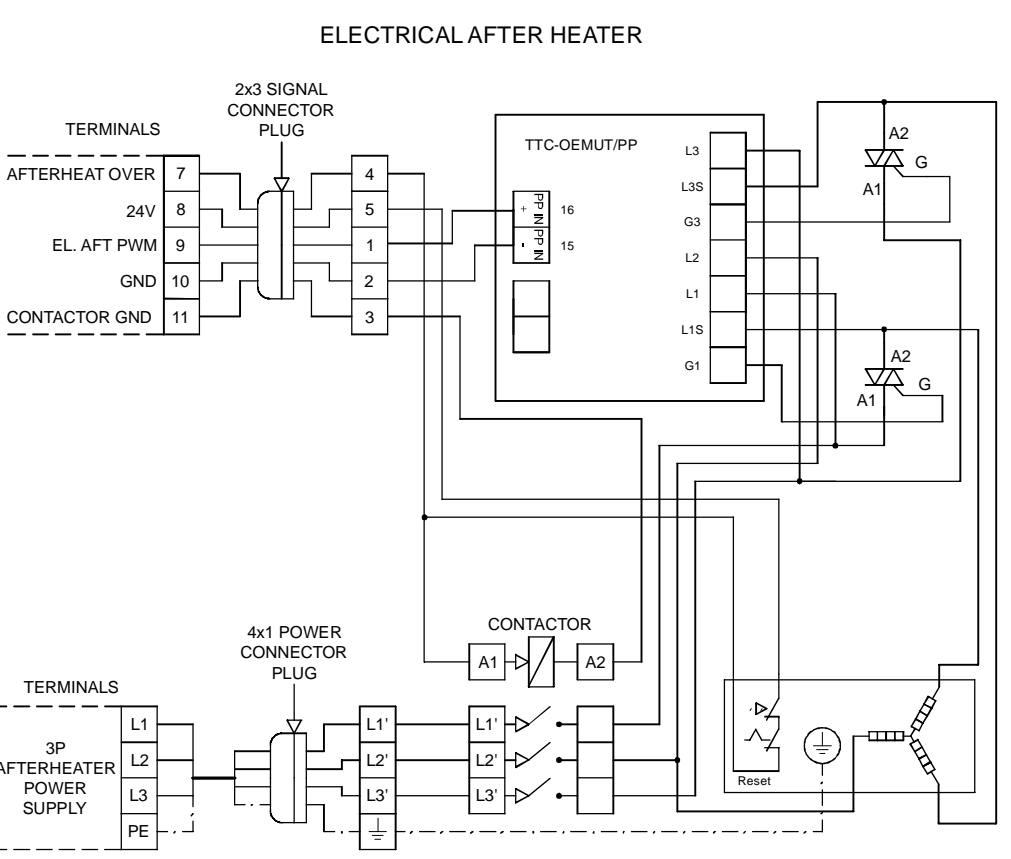 ELECTRICAL AFTER HEATER
2x3 SIGNAL
CONNECTOR
PLUG
TERMINALS
AFTERHEAT OVER 7
24V 8
EL. AFT PWM 9
GND 10
CONTACTOR GND 11
4
5
1
2
3
TTC-OEMUT/PP
+ PP IN 16
- PP IN 15
L3
L3S
G3
L2
L1
L1S
G1
A2
G
A1
A2
G
A1
CONTACTOR
A1
A2
4x1 POWER
CONNECTOR
PLUG
TERMINALS
3P
AFTERHEATER
POWER
SUPPLY
L1
L2
L3
PE
L1'
L2'
L3'
L1'
L2'
L3'
Reset